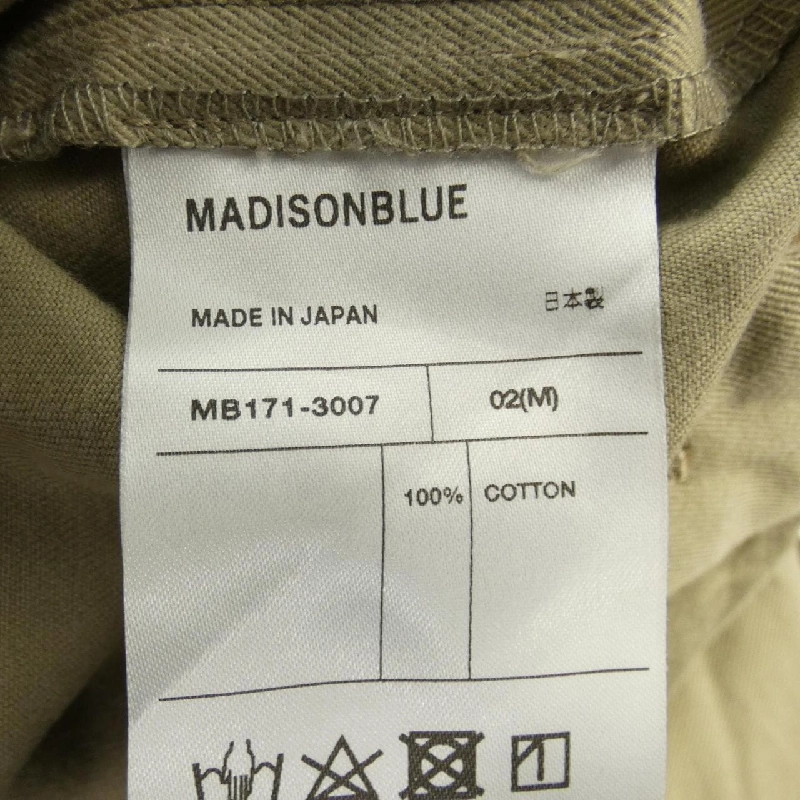 MADISONBLUE
MADE IN JAPAN 日本製
MB171-3007 02(M)
100% COTTON